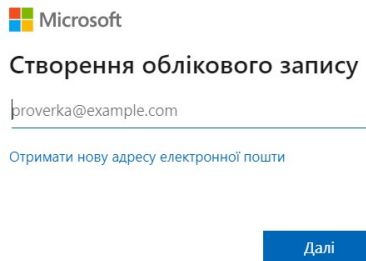 Microsoft
Створення облікового запису
proverka@example.com
Отримати нову адресу електронної пошти
Далі